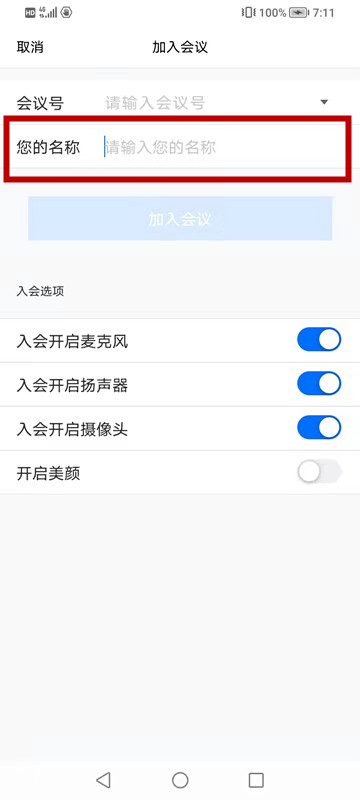 HD 4G 100% 7:11
取消 加入会议
会议号 请输入会议号
您的名称 请输入您的名称
加入会议
入会选项
入会开启麦克风
入会开启扬声器
入会开启摄像头
开启美颜